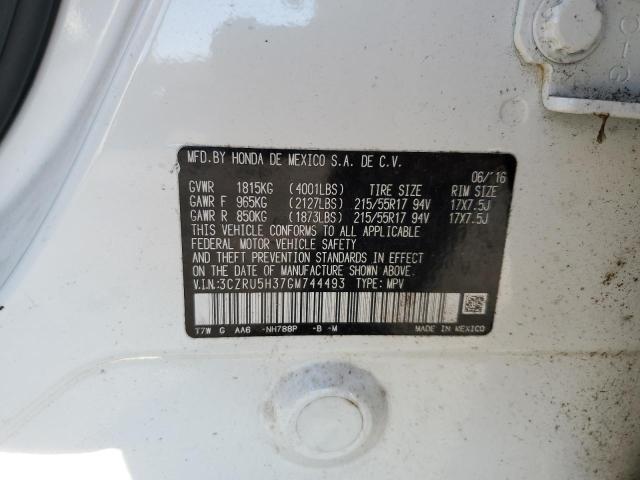 MFD.BY HONDA DE MEXICO S.A. DE C.V.
06/'16
GVWR 1815KG (4001LBS) TIRE SIZE RIM SIZE
GAWR F 965KG (2127LBS) 215/55R17 94V 17X7.5J
GAWR R 850KG (1873LBS) 215/55R17 94V 17X7.5J
THIS VEHICLE CONFORMS TO ALL APPLICABLE
FEDERAL MOTOR VEHICLE SAFETY
AND THEFT PREVENTION STANDARDS IN EFFECT
ON THE DATE OF MANUFACTURE SHOWN ABOVE.
V.I.N:3CZRU5H37GM744493 TYPE: MPV
T7W G AA6 -NH788P -B -M MADE IN MEXICO